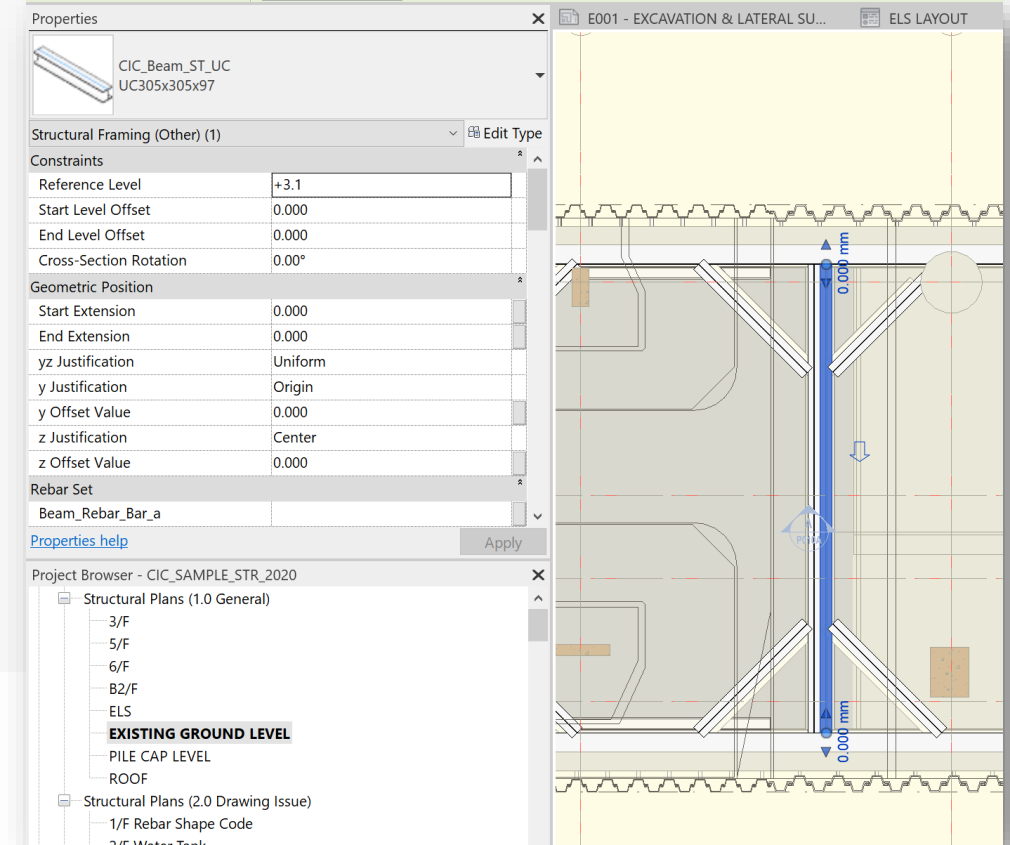 Properties
CIC_Beam_ST_UC
UC305x305x97
Structural Framing (Other) (1)
Edit Type
Constraints
Reference Level +3.1
Start Level Offset 0.000
End Level Offset 0.000
Cross-Section Rotation 0.00°
Geometric Position
Start Extension 0.000
End Extension 0.000
yz Justification Uniform
y Justification Origin
y Offset Value 0.000
z Justification Center
z Offset Value 0.000
Rebar Set
Beam_Rebar_Bar_a
Properties help
Apply
Project Browser - CIC_SAMPLE_STR_2020
Structural Plans (1.0 General)
3/F
5/F
6/F
B2/F
ELS
EXISTING GROUND LEVEL
PILE CAP LEVEL
ROOF
Structural Plans (2.0 Drawing Issue)
1/F Rebar Shape Code
E001 - EXCAVATION & LATERAL SU...
ELS LAYOUT
0.000 mm
0.000 mm